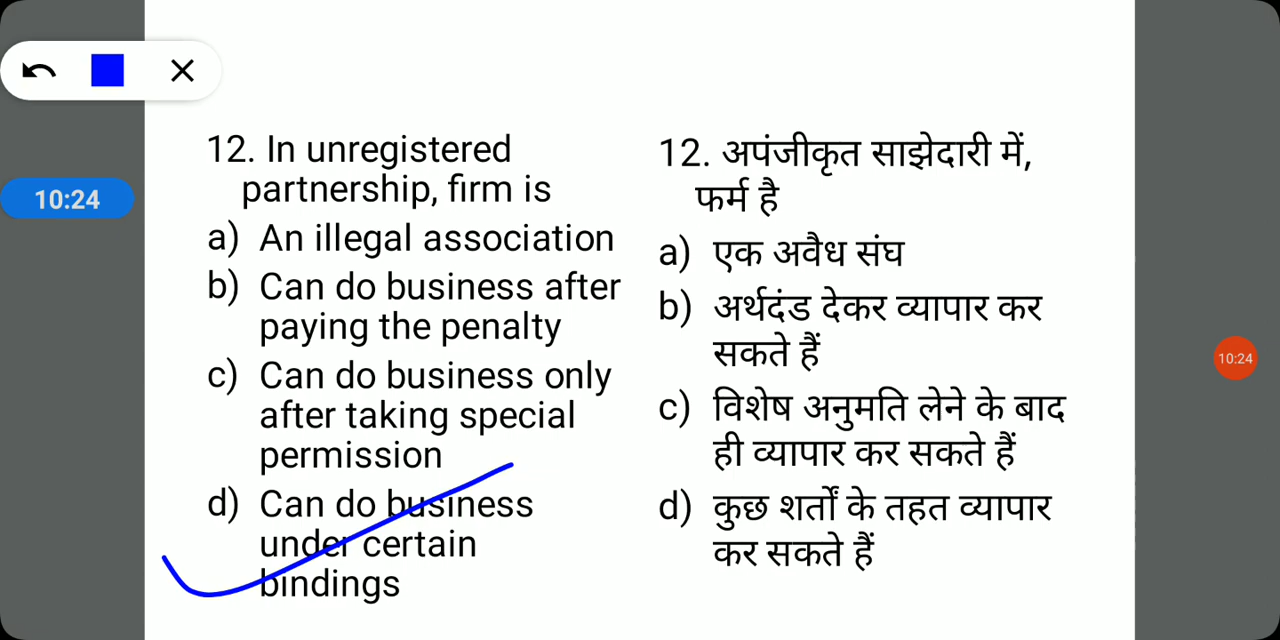 10:24
12. In unregistered
partnership, firm is
a) An illegal association
b) Can do business after
paying the penalty
c) Can do business only
after taking special
permission
d) Can do business
under certain
bindings
12. अपंजीकृत साझेदारी में,
फर्म है
a) एक अवैध संघ
b) अर्थदंड देकर व्यापार कर
सकते हैं
c) विशेष अनुमति लेने के बाद
ही व्यापार कर सकते हैं
d) कुछ शर्तों के तहत व्यापार
कर सकते हैं
10:24